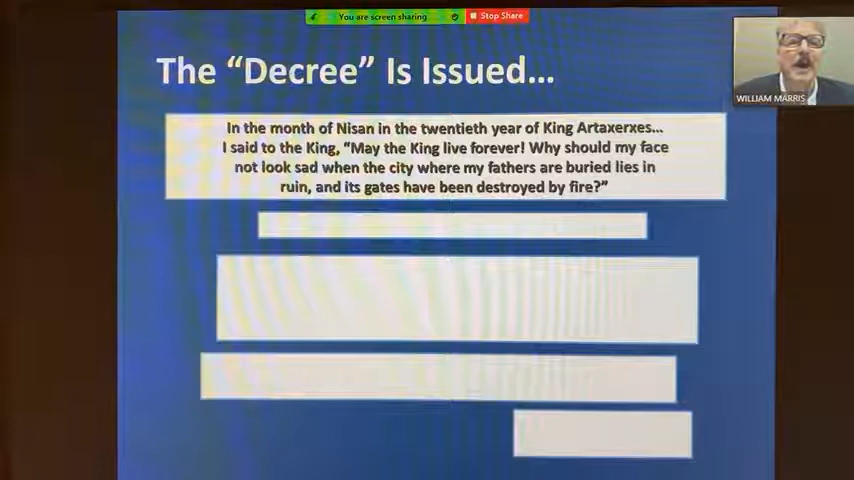 You are screen sharing
Stop Share
The “Decree” Is Issued...
In the month of Nisan in the twentieth year of King Artaxerxes...
I said to the King, “May the King live forever! Why should my face
not look sad when the city where my fathers are buried lies in
ruin, and its gates have been destroyed by fire?”
WILLIAM MARRIS